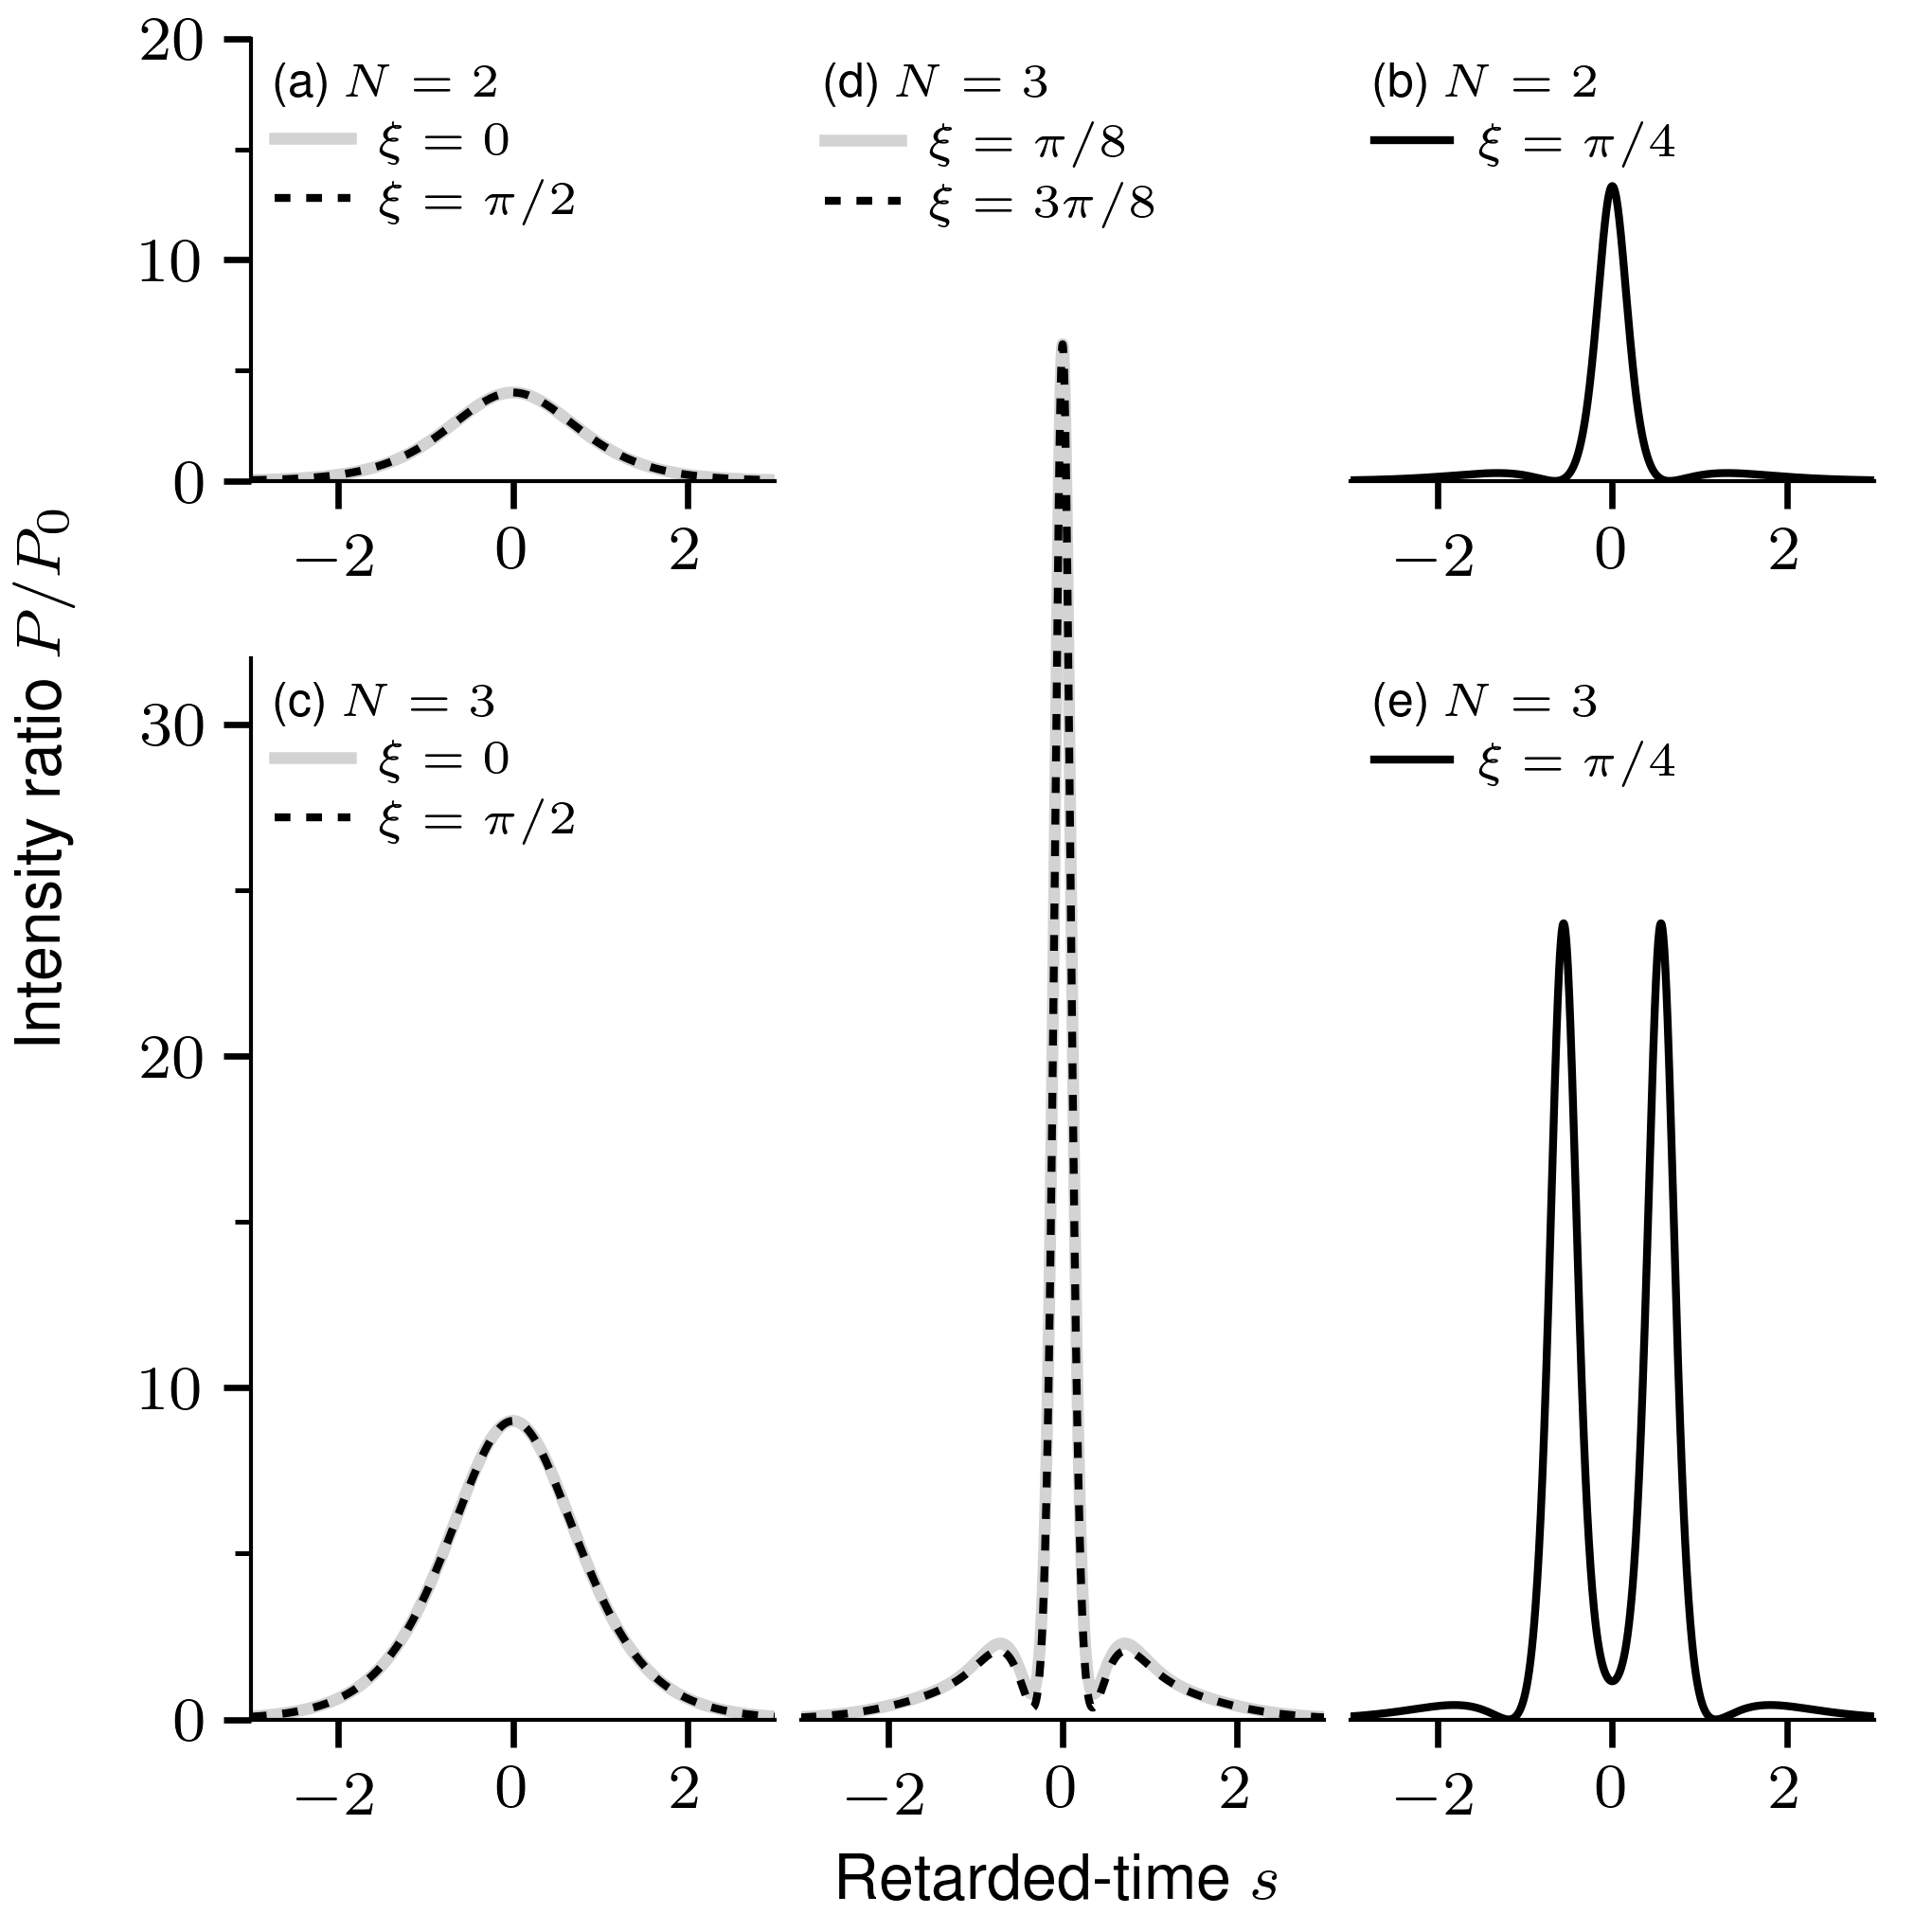 Intensity ratio P/P0
20
10
0
(a) N = 2
ξ = 0
ξ = π/2
−2 0 2
(d) N = 3
ξ = π/8
ξ = 3π/8
(b) N = 2
ξ = π/4
−2 0 2
30
20
10
0
(c) N = 3
ξ = 0
ξ = π/2
(e) N = 3
ξ = π/4
−2 0 2
−2 0 2
−2 0 2
Retarded-time s